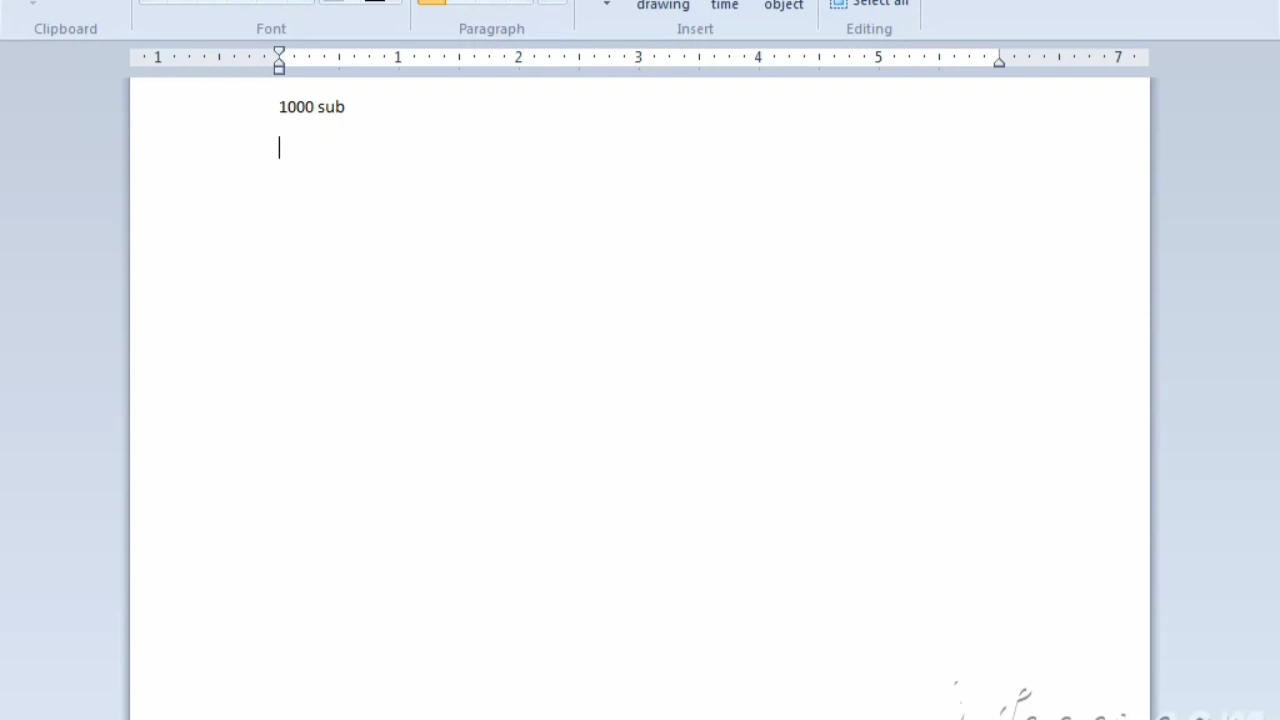 drawing time object Select all
Clipboard Font Paragraph Insert Editing
1 1 2 3 4 5 7
1000 sub